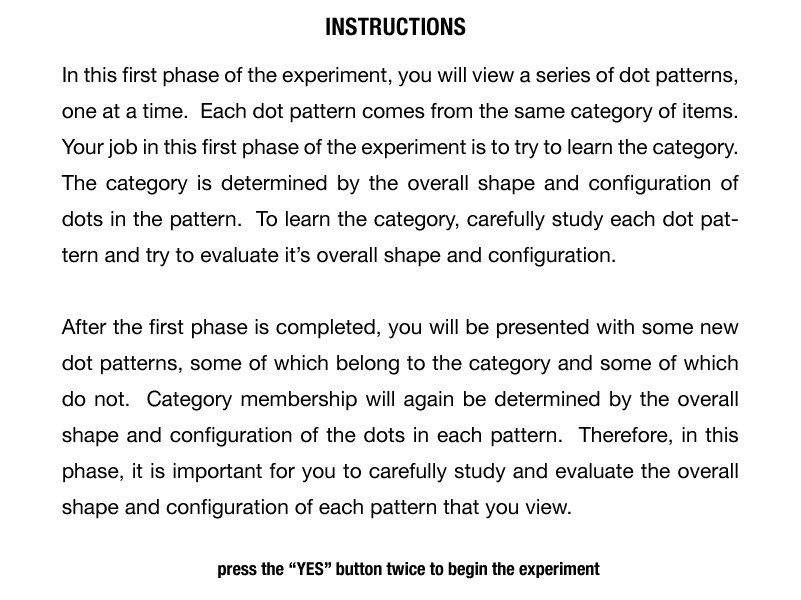 INSTRUCTIONS
In this first phase of the experiment, you will view a series of dot patterns,
one at a time.  Each dot pattern comes from the same category of items.
Your job in this first phase of the experiment is to try to learn the category.
The category is determined by the overall shape and configuration of
dots in the pattern.  To learn the category, carefully study each dot pat-
tern and try to evaluate it’s overall shape and configuration.
After the first phase is completed, you will be presented with some new
dot patterns, some of which belong to the category and some of which
do not.  Category membership will again be determined by the overall
shape and configuration of the dots in each pattern.  Therefore, in this
phase, it is important for you to carefully study and evaluate the overall
shape and configuration of each pattern that you view.
press the “YES” button twice to begin the experiment